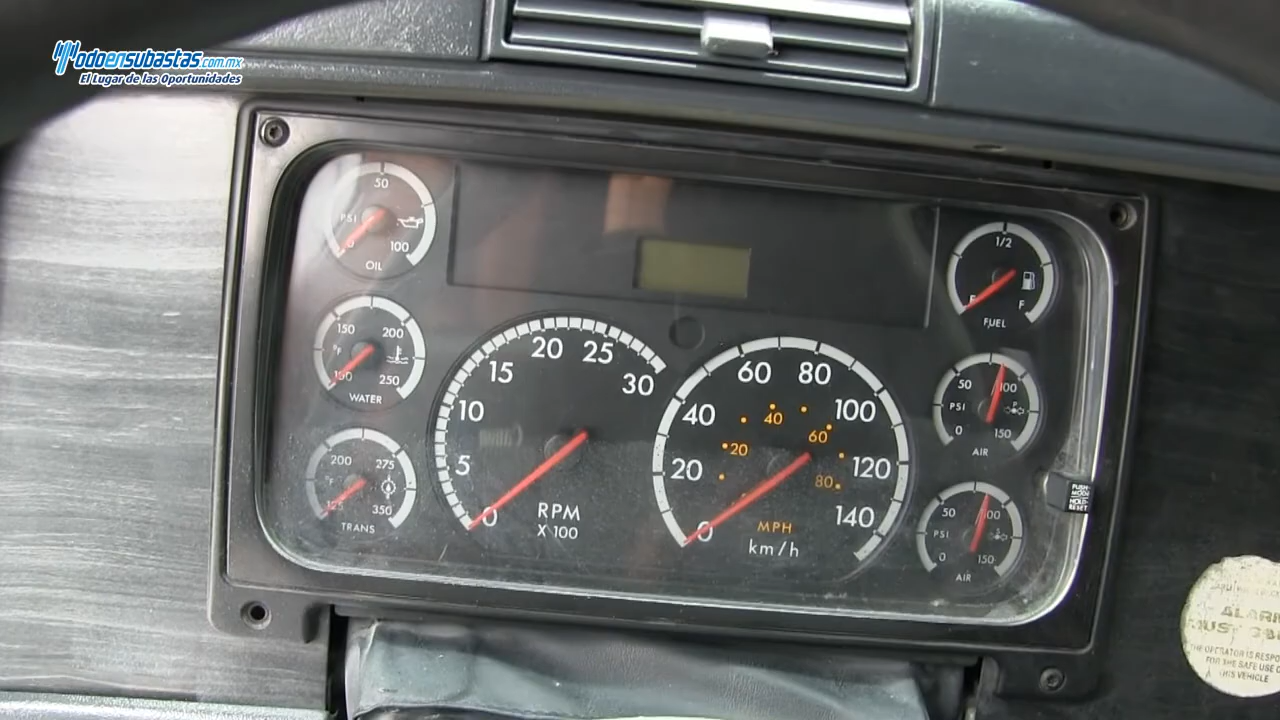 todoensubastas.com.mx
El Lugar de las Oportunidades
50
PSI
0
100
OIL
150
200
°F
100
250
WATER
200
275
°F
125
350
TRANS
0
5
10
15
20
25
30
RPM
X 100
0
20
40
60
80
100
120
140
20
40
60
80
MPH
km/h
1/2
E
F
FUEL
50
100
PSI
0
150
AIR
50
100
PSI
0
150
AIR
PUSH-
MODE
HOLD-
RESET
MUST
THE OPERATOR IS RESPO
FOR THE SAFE USE O
THIS VEHICLE